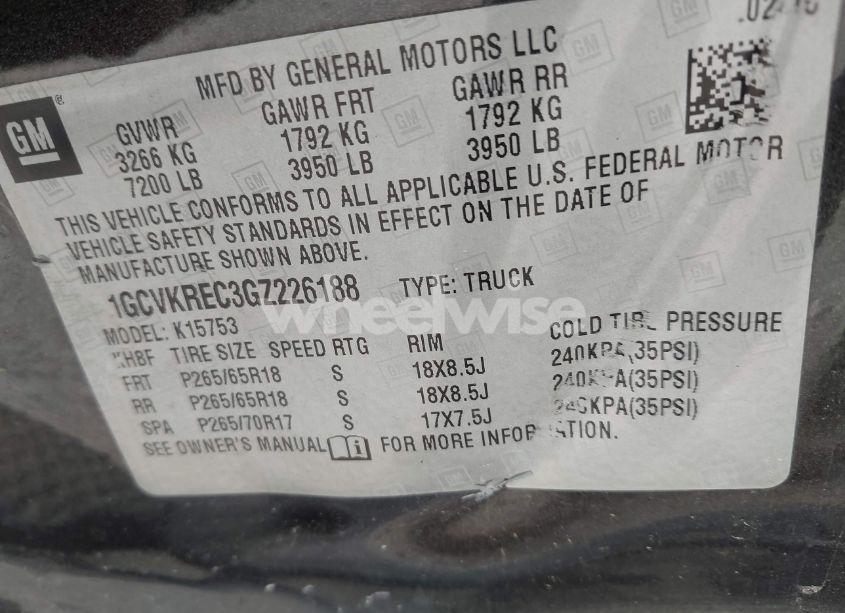 MFD BY GENERAL MOTORS LLC
GM
GVWR GAWR FRT GAWR RR
3266 KG 1792 KG 1792 KG
7200 LB 3950 LB 3950 LB
THIS VEHICLE CONFORMS TO ALL APPLICABLE U.S. FEDERAL MOTOR
VEHICLE SAFETY STANDARDS IN EFFECT ON THE DATE OF
MANUFACTURE SHOWN ABOVE.
1GCVKREC3GZ226188 TYPE: TRUCK
wheelwise
MODEL: K15753
KH8F TIRE SIZE SPEED RTG RIM COLD TIRE PRESSURE
FRT P265/65R18 S 18X8.5J 240KPA(35PSI)
RR P265/65R18 S 18X8.5J 240KPA(35PSI)
SPA P265/70R17 S 17X7.5J 240KPA(35PSI)
SEE OWNER'S MANUAL FOR MORE INFORMATION.